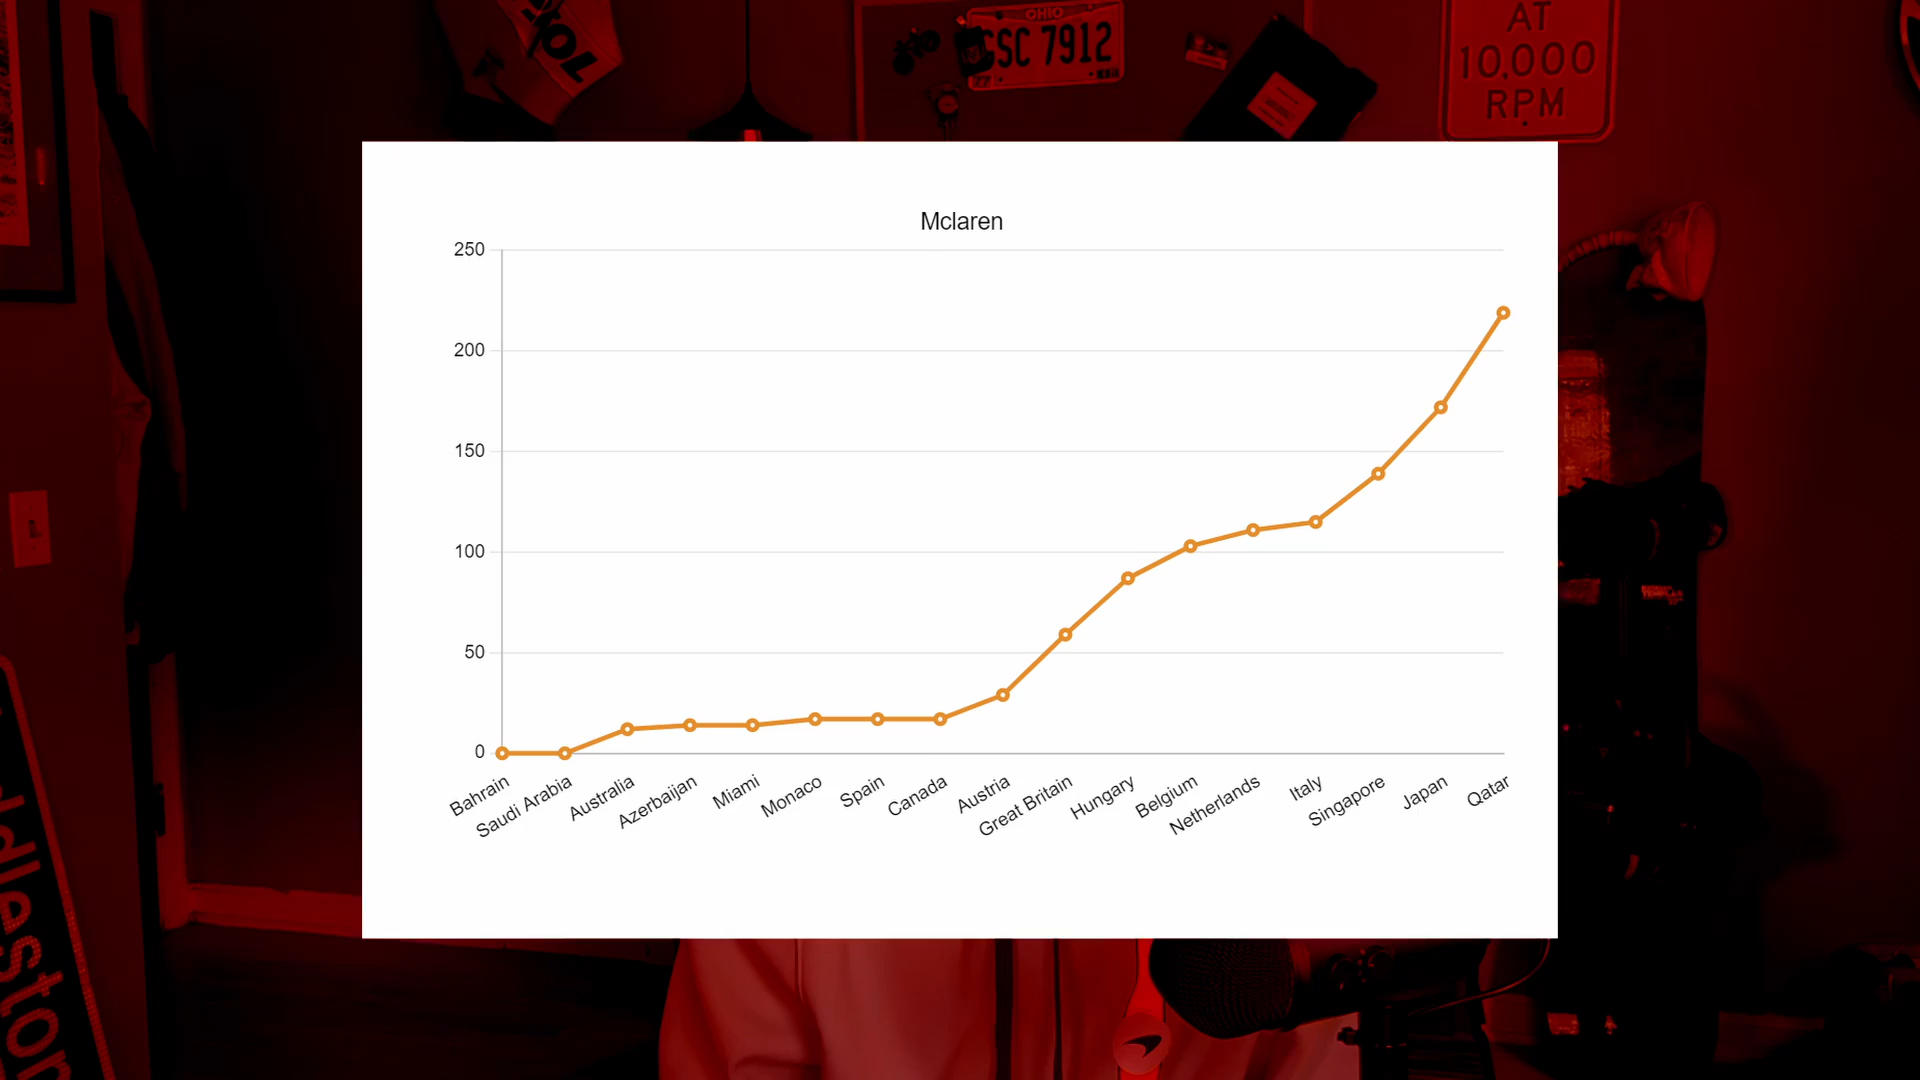 OHIO
CSC 7912
AT
10,000
RPM
Mclaren
250
200
150
100
50
0
Bahrain
Saudi Arabia
Australia
Azerbaijan
Miami
Monaco
Spain
Canada
Austria
Great Britain
Hungary
Belgium
Netherlands
Italy
Singapore
Japan
Qatar